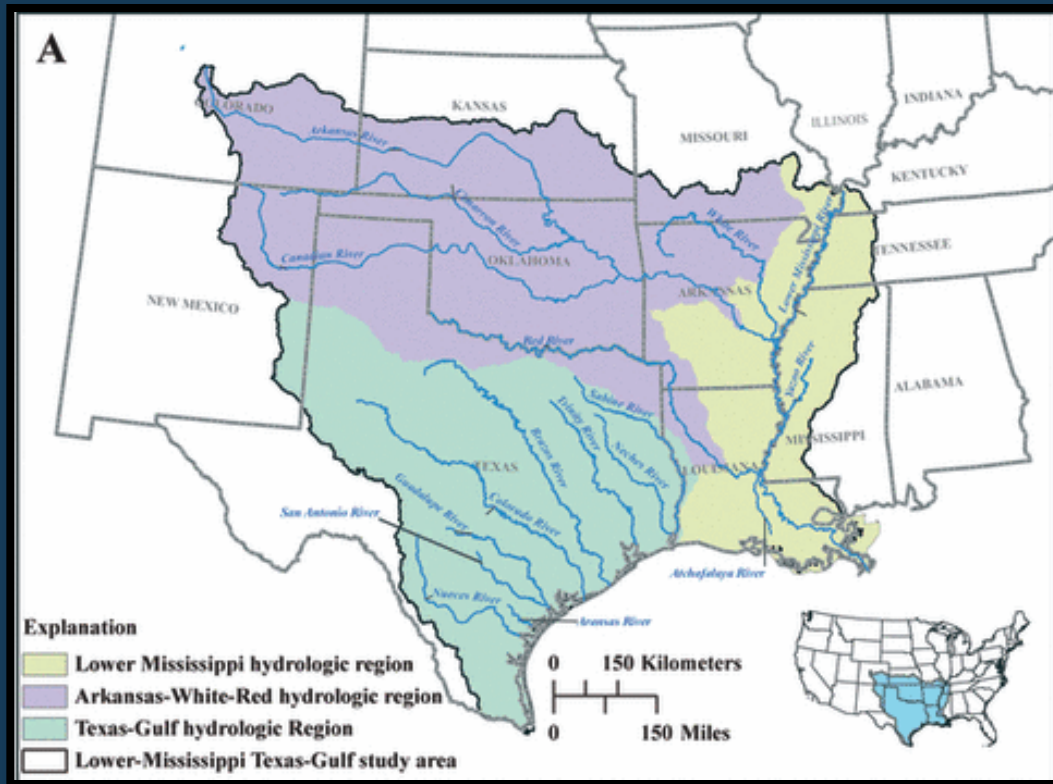 A
COLORADO
KANSAS
MISSOURI
ILLINOIS
INDIANA
KENTUCKY
TENNESSEE
Arkansas River
Cimarron River
White River
Lower Mississippi River
Canadian River
OKLAHOMA
ARKANSAS
NEW MEXICO
Red River
Yazoo River
ALABAMA
MISSISSIPPI
Sabine River
Trinity River
Neches River
Brazos River
LOUISIANA
TEXAS
Guadalupe River
Colorado River
San Antonio River
Atchafalaya River
Nueces River
Aransas River
Explanation
Lower Mississippi hydrologic region
Arkansas-White-Red hydrologic region
Texas-Gulf hydrologic Region
Lower-Mississippi Texas-Gulf study area
0 150 Kilometers
0 150 Miles